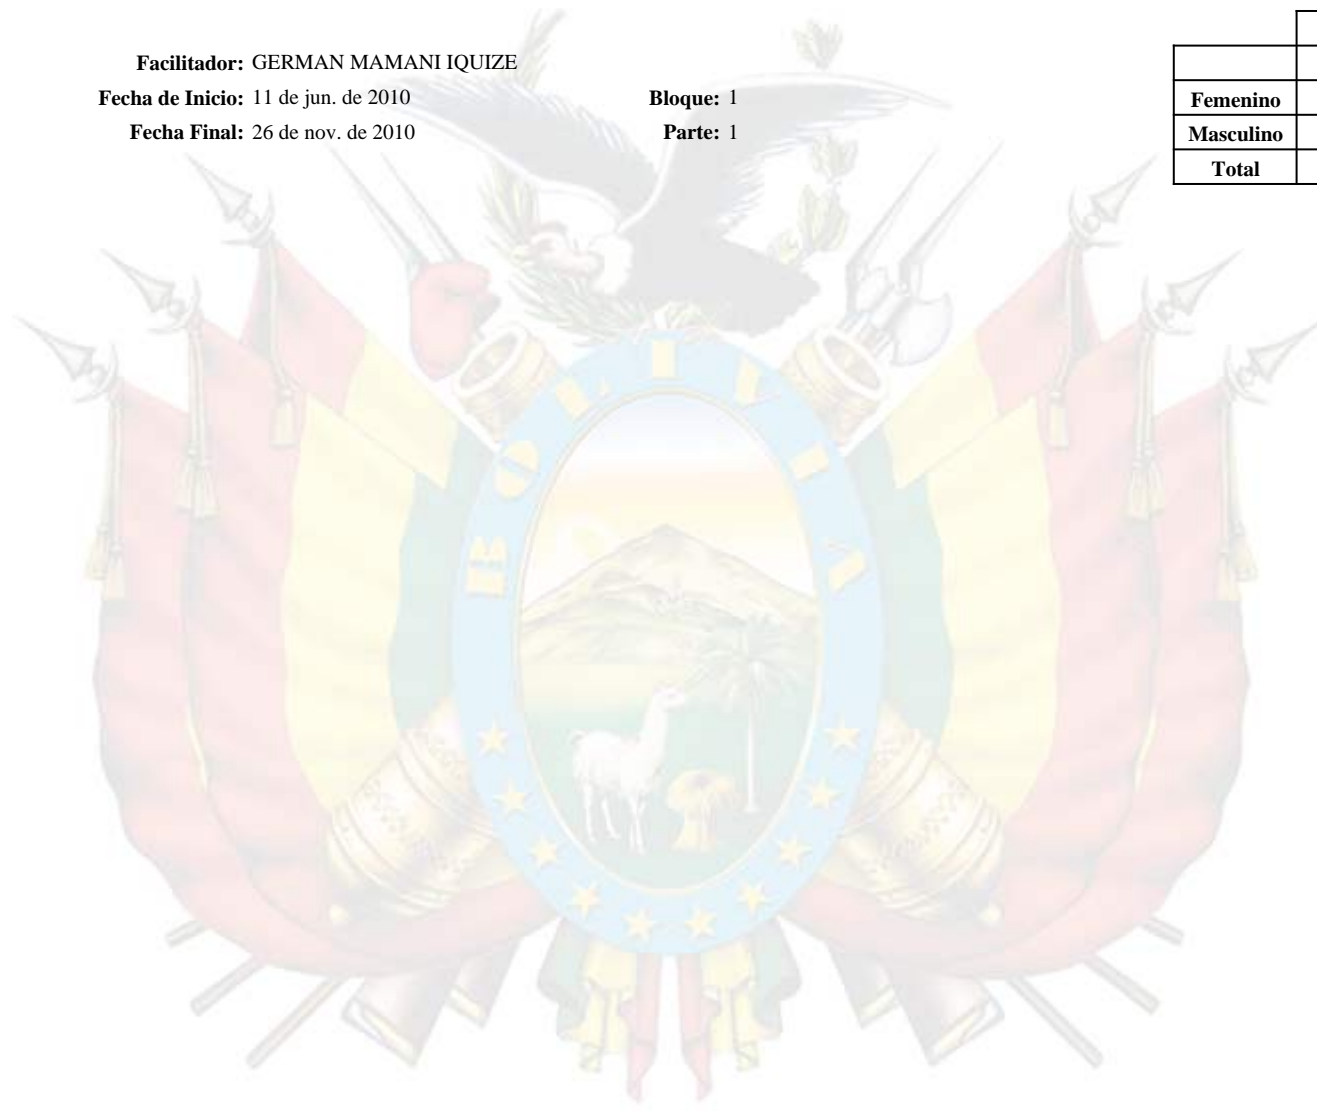 Facilitador: GERMAN MAMANI IQUIZE
Fecha de Inicio: 11 de jun. de 2010 Bloque: 1
Fecha Final: 26 de nov. de 2010 Parte: 1
Femenino
Masculino
Total
BOLIVIA